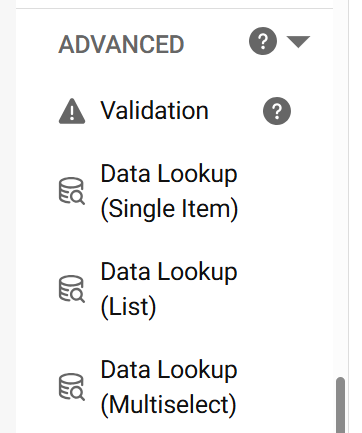 ADVANCED
Validation
Data Lookup
(Single Item)
Data Lookup
(List)
Data Lookup
(Multiselect)